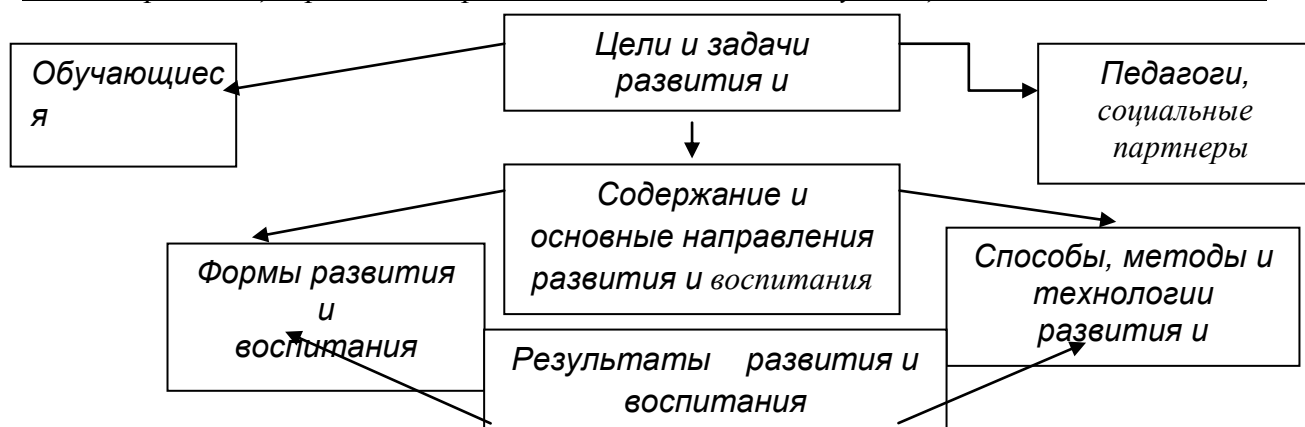 Цели и задачи
развития и
Обучающиес
я
Педагоги,
социальные
партнеры
Содержание и
основные направления
развития и воспитания
Формы развития
и
воспитания
Способы, методы и
технологии
развития и
Результаты развития и
воспитания